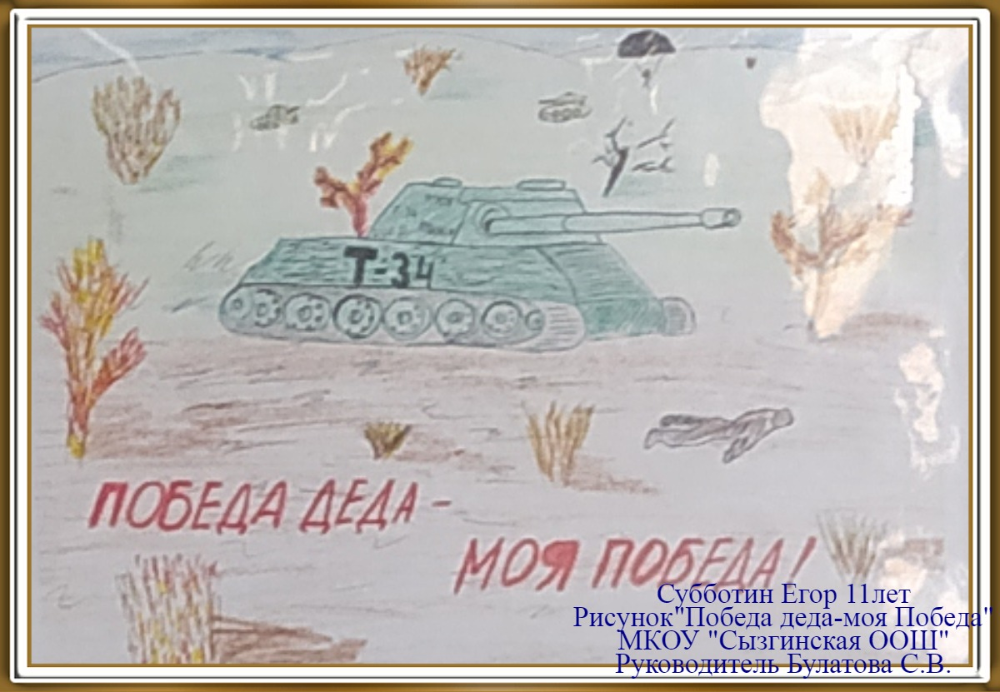 Т-34
ПОБЕДА ДЕДА -
МОЯ ПОБЕДА!
Субботин Егор 11лет
Рисунок"Победа деда-моя Победа"
МКОУ "Сызгинская ООШ"
Руководитель Булатова С.В.